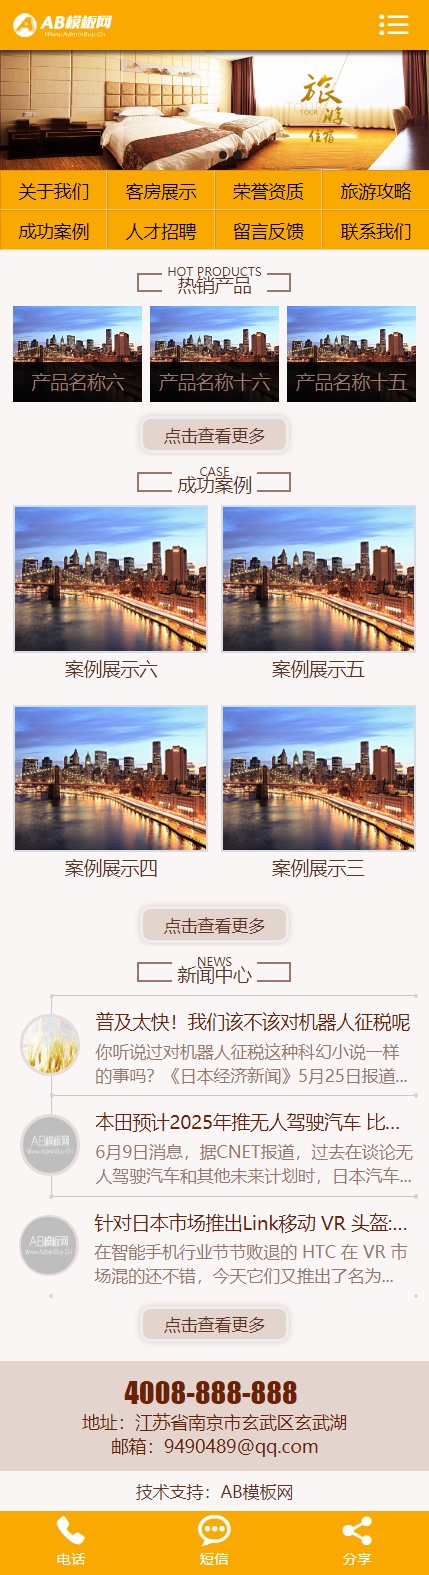 AB模板网
Www.AdminBuy.Cn
旅游
TOUR
住宿
关于我们
客房展示
荣誉资质
旅游攻略
成功案例
人才招聘
留言反馈
联系我们
HOT PRODUCTS
热销产品
产品名称六
产品名称十六
产品名称十五
点击查看更多
CASE
成功案例
案例展示六
案例展示五
案例展示四
案例展示三
点击查看更多
NEWS
新闻中心
普及太快！我们该不该对机器人征税呢
你听说过对机器人征税这种科幻小说一样
的事吗？《日本经济新闻》5月25日报道...
AB模板网
Www.AdminBuy.Cn
本田预计2025年推无人驾驶汽车 比...
6月9日消息，据CNET报道，过去在谈论无
人驾驶汽车和其他未来计划时，日本汽车...
AB模板网
Www.AdminBuy.Cn
针对日本市场推出Link移动 VR 头盔:...
在智能手机行业节节败退的 HTC 在 VR 市
场混的还不错，今天它们又推出了名为...
点击查看更多
4008-888-888
地址：江苏省南京市玄武区玄武湖
邮箱：9490489@qq.com
技术支持：AB模板网
电话
短信
分享